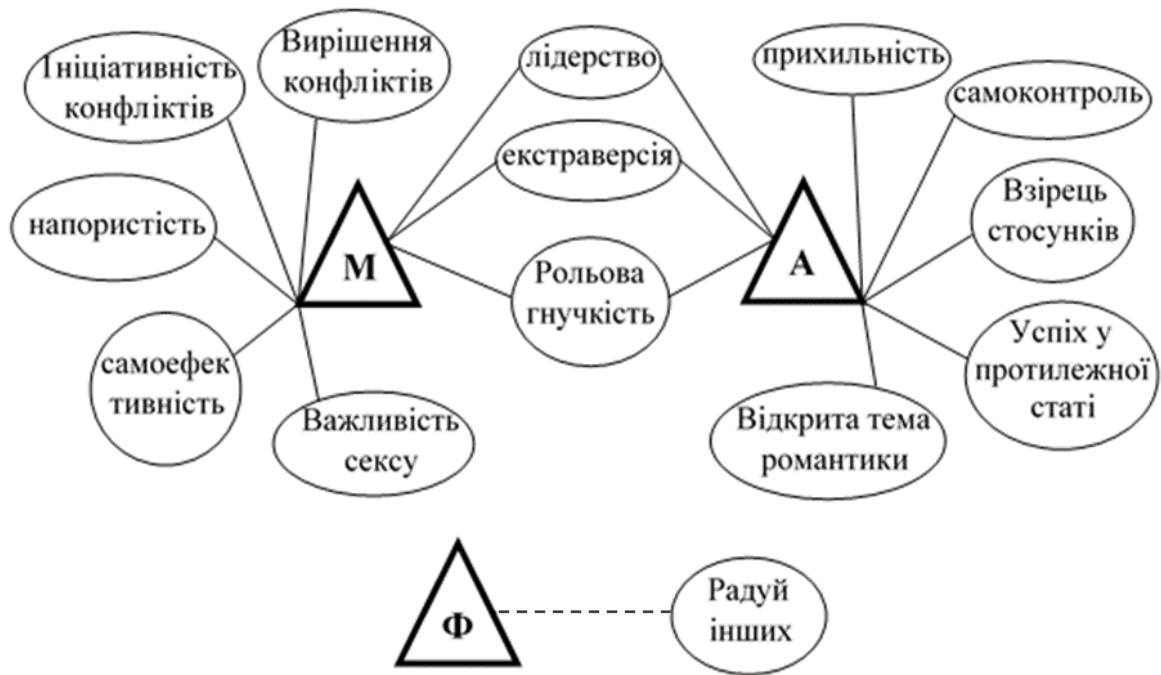 Ініціативність
конфліктів
Вирішення
конфліктів
лідерство
прихильність
самоконтроль
екстраверсія
напористість
Взірець
стосунків
М
А
Рольова
гнучкість
самоефек
тивність
Успіх у
протилежної
статі
Важливість
сексу
Відкрита тема
романтики
Ф
Радуй
інших